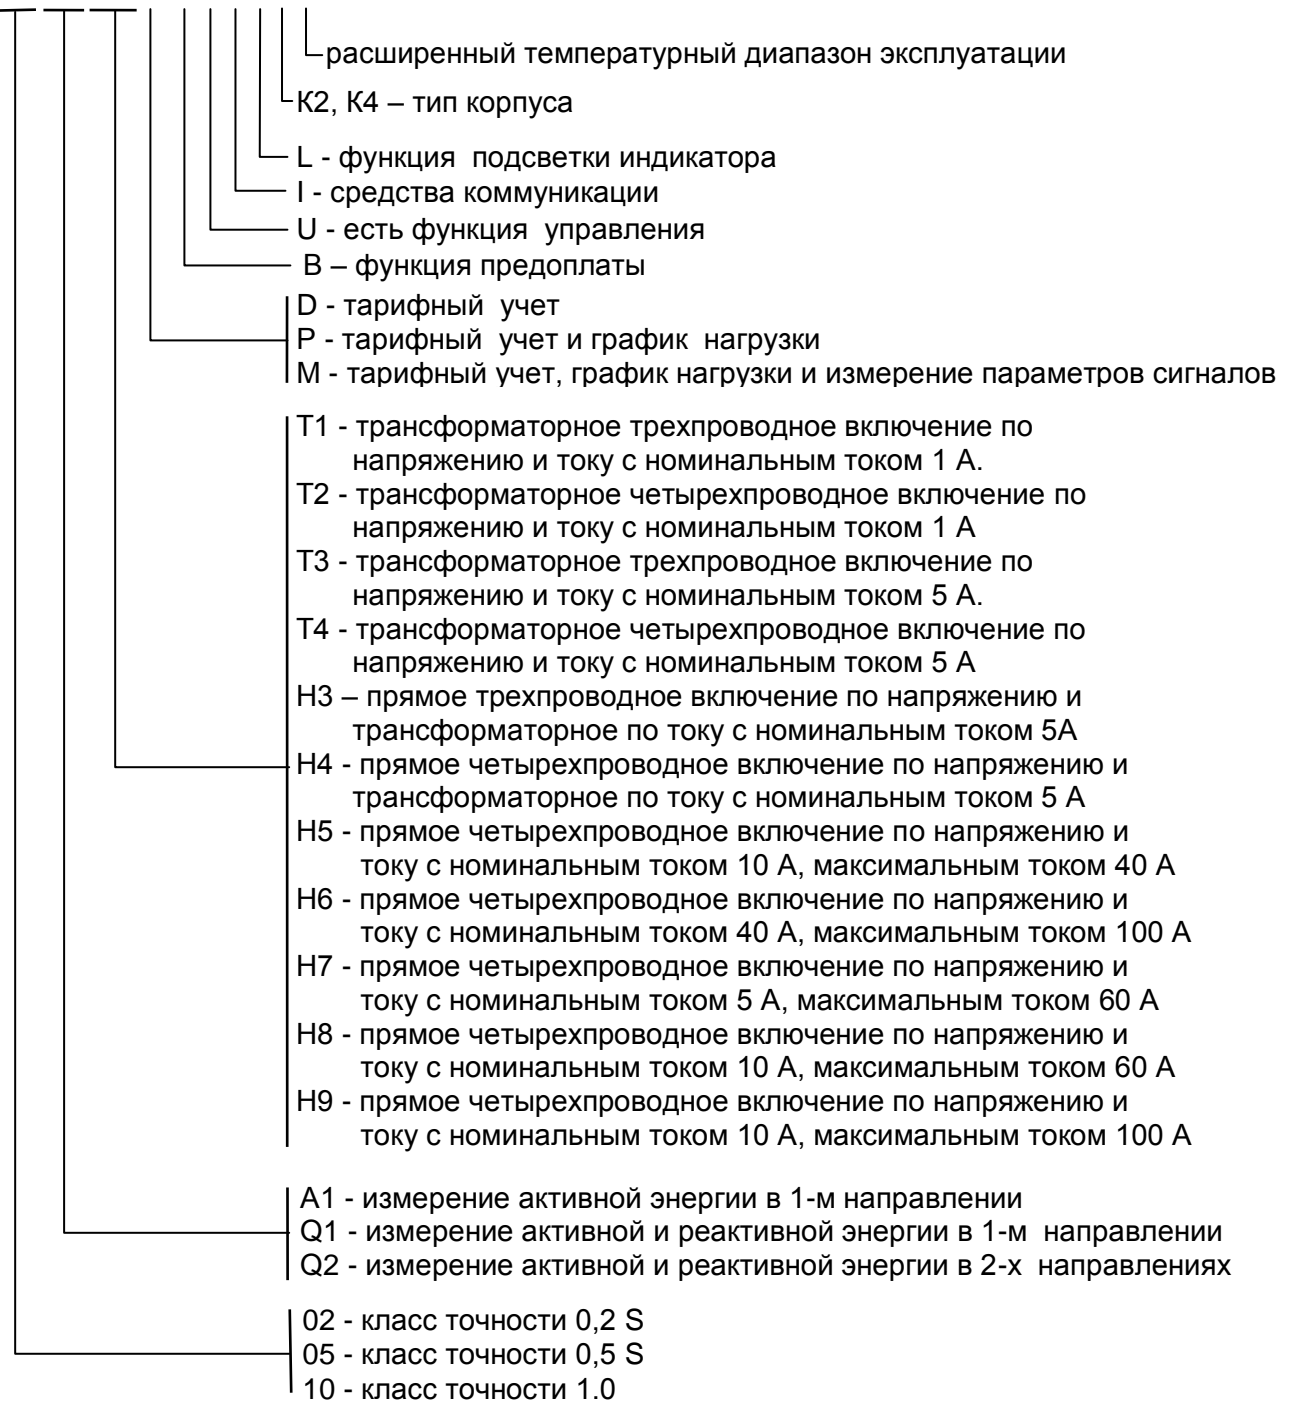 расширенный температурный диапазон эксплуатации
К2, К4 – тип корпуса
L - функция подсветки индикатора
I - средства коммуникации
U - есть функция управления
B – функция предоплаты
D - тарифный учет
P - тарифный учет и график нагрузки
M - тарифный учет, график нагрузки и измерение параметров сигналов
T1 - трансформаторное трехпроводное включение по
напряжению и току с номинальным током 1 А.
T2 - трансформаторное четырехпроводное включение по
напряжению и току с номинальным током 1 А
T3 - трансформаторное трехпроводное включение по
напряжению и току с номинальным током 5 А.
T4 - трансформаторное четырехпроводное включение по
напряжению и току с номинальным током 5 А
H3 – прямое трехпроводное включение по напряжению и
трансформаторное по току с номинальным током 5А
H4 - прямое четырехпроводное включение по напряжению и
трансформаторное по току с номинальным током 5 А
H5 - прямое четырехпроводное включение по напряжению и
току с номинальным током 10 А, максимальным током 40 А
H6 - прямое четырехпроводное включение по напряжению и
току с номинальным током 40 А, максимальным током 100 А
H7 - прямое четырехпроводное включение по напряжению и
току с номинальным током 5 А, максимальным током 60 А
H8 - прямое четырехпроводное включение по напряжению и
току с номинальным током 10 А, максимальным током 60 А
H9 - прямое четырехпроводное включение по напряжению и
току с номинальным током 10 А, максимальным током 100 А
A1 - измерение активной энергии в 1-м направлении
Q1 - измерение активной и реактивной энергии в 1-м направлении
Q2 - измерение активной и реактивной энергии в 2-х направлениях
02 - класс точности 0,2 S
05 - класс точности 0,5 S
10 - класс точности 1.0